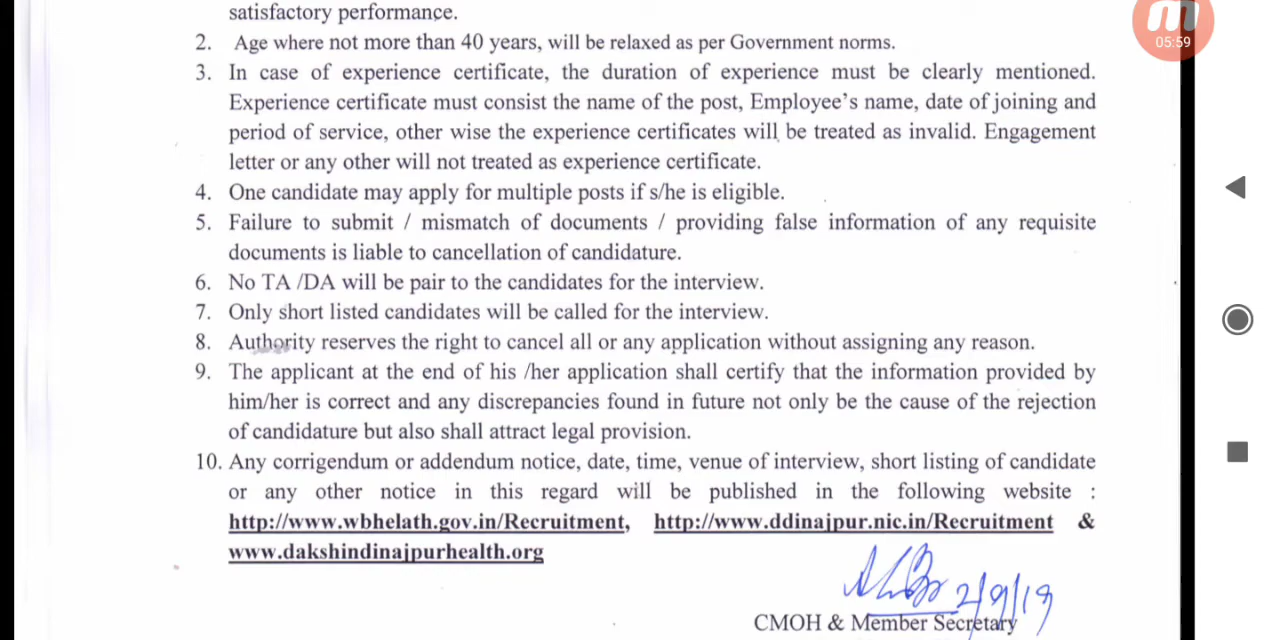 satisfactory performance.
05:59
2. Age where not more than 40 years, will be relaxed as per Government norms.
3. In case of experience certificate, the duration of experience must be clearly mentioned.
Experience certificate must consist the name of the post, Employee's name, date of joining and
period of service, other wise the experience certificates will be treated as invalid. Engagement
letter or any other will not treated as experience certificate.
4. One candidate may apply for multiple posts if s/he is eligible.
5. Failure to submit / mismatch of documents / providing false information of any requisite
documents is liable to cancellation of candidature.
6. No TA /DA will be pair to the candidates for the interview.
7. Only short listed candidates will be called for the interview.
8. Authority reserves the right to cancel all or any application without assigning any reason.
9. The applicant at the end of his /her application shall certify that the information provided by
him/her is correct and any discrepancies found in future not only be the cause of the rejection
of candidature but also shall attract legal provision.
10. Any corrigendum or addendum notice, date, time, venue of interview, short listing of candidate
or any other notice in this regard will be published in the following website :
http://www.wbhelath.gov.in/Recruitment, http://www.ddinajpur.nic.in/Recruitment &
www.dakshindinajpurhealth.org
2/9/19
CMOH & Member Secretary